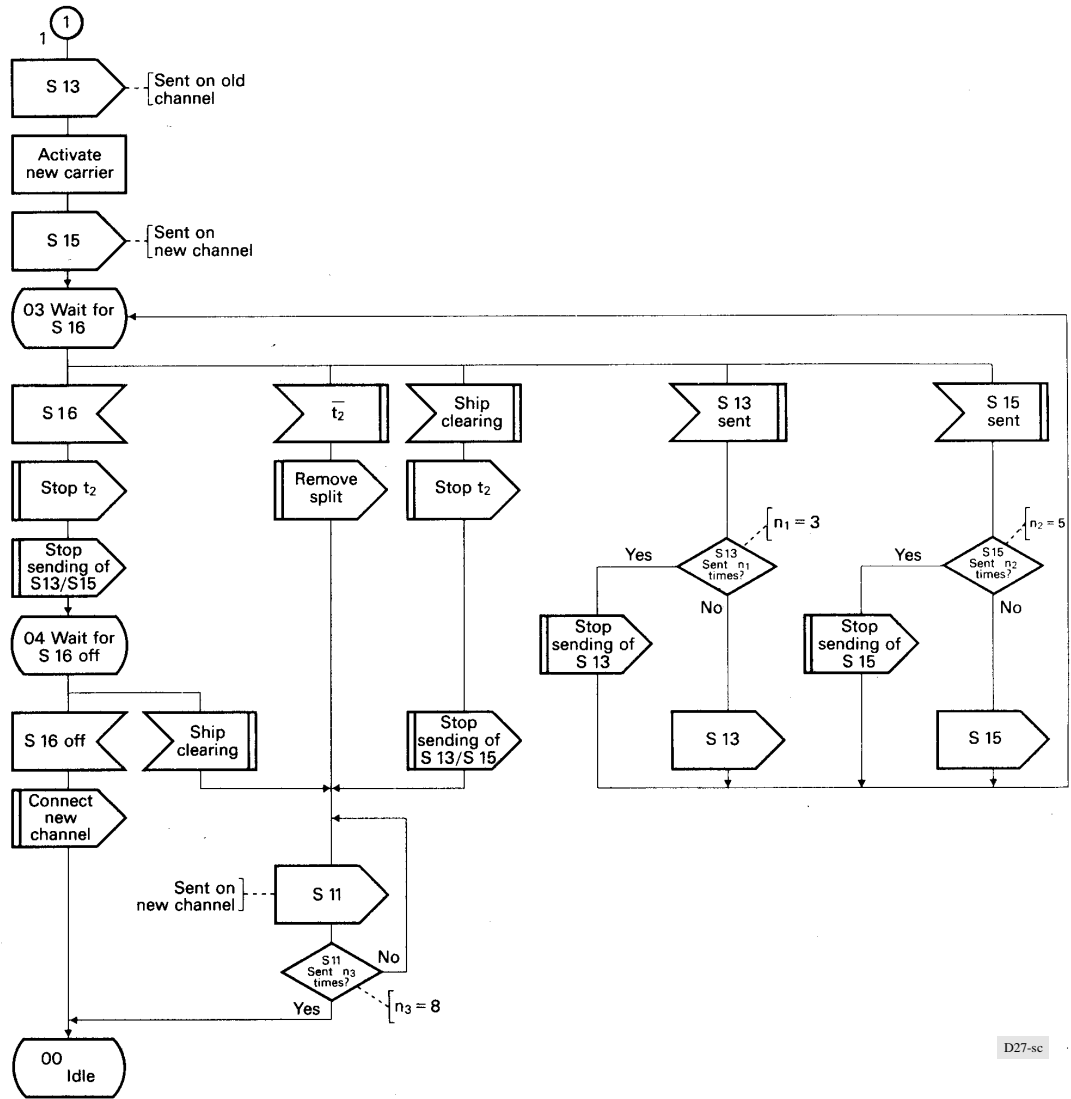 1
1
S 13
Sent on old
channel
Activate
new carrier
S 15
Sent on
new channel
03 Wait for
S 16
S 16
t2
Ship
clearing
S 13
sent
S 15
sent
Stop t2
Remove
split
Stop t2
n1 = 3
n2 = 5
Stop
sending of
S13/S15
Yes
S13
Sent n1
times?
No
Yes
S15
Sent n2
times?
No
04 Wait for
S 16 off
Stop
sending of
S 13
Stop
sending of
S 15
S 16 off
Ship
clearing
Stop
sending of
S 13/S 15
S 13
S 15
Connect
new
channel
Sent on
new channel
S 11
S11
Sent n3
times?
No
Yes
n3 = 8
00
Idle
D27-sc